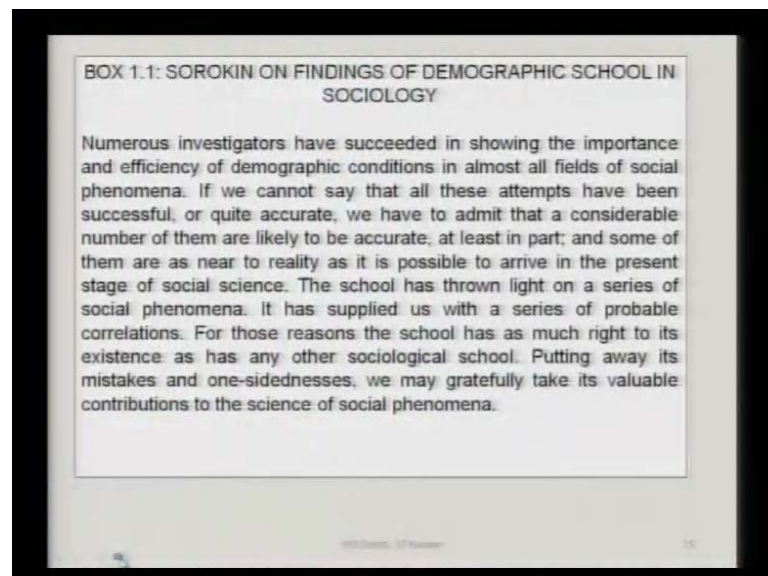 BOX 1.1: SOROKIN ON FINDINGS OF DEMOGRAPHIC SCHOOL IN
SOCIOLOGY
Numerous investigators have succeeded in showing the importance
and efficiency of demographic conditions in almost all fields of social
phenomena. If we cannot say that all these attempts have been
successful, or quite accurate, we have to admit that a considerable
number of them are likely to be accurate, at least in part; and some of
them are as near to reality as it is possible to arrive in the present
stage of social science. The school has thrown light on a series of
social phenomena. It has supplied us with a series of probable
correlations. For those reasons the school has as much right to its
existence as has any other sociological school. Putting away its
mistakes and one-sidednesses, we may gratefully take its valuable
contributions to the science of social phenomena.